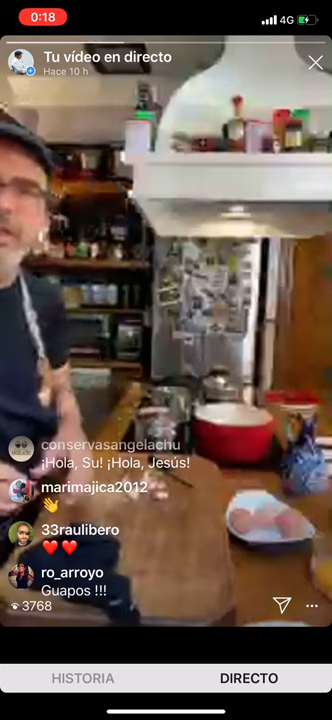 0:18
4G
Tu vídeo en directo
Hace 10 h
conservasangelachu
¡Hola, Su! ¡Hola, Jesús!
marimajica2012
👋
33raulibero
❤️❤️
ro_arroyo
Guapos !!!
3768
HISTORIA
DIRECTO